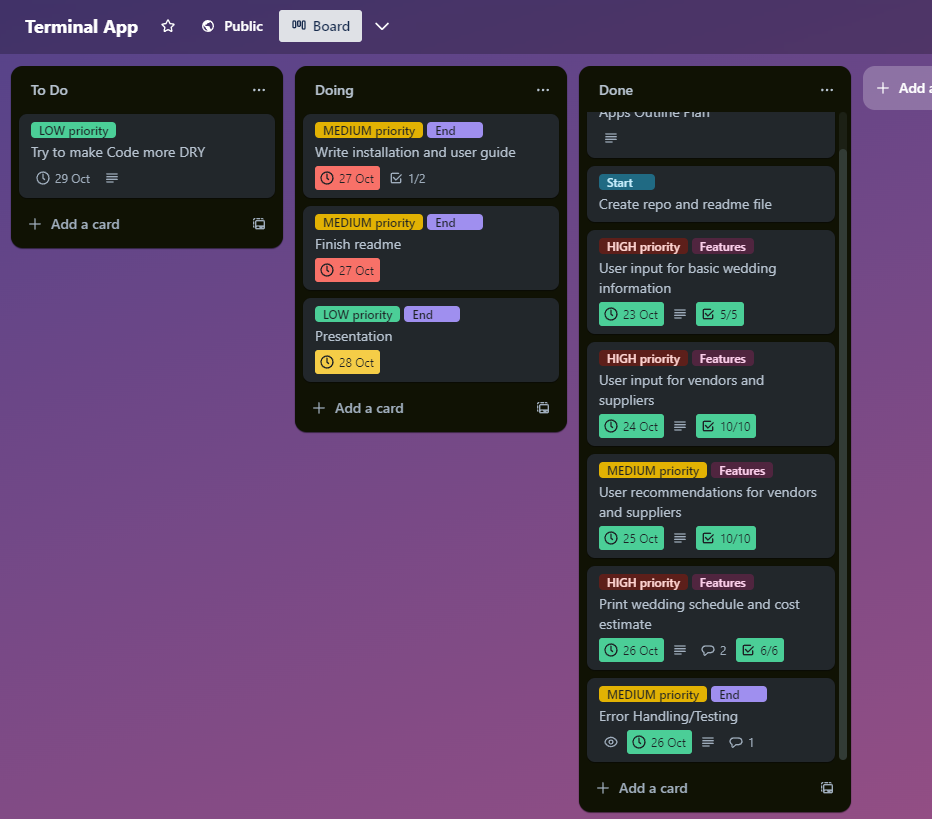 Terminal App
Public
Board
Add a
To Do
LOW priority
Try to make Code more DRY
29 Oct
Add a card
Doing
MEDIUM priority End
Write installation and user guide
27 Oct 1/2
MEDIUM priority End
Finish readme
27 Oct
LOW priority End
Presentation
28 Oct
Add a card
Done
Apps Outline Plan
Start
Create repo and readme file
HIGH priority Features
User input for basic wedding
information
23 Oct 5/5
HIGH priority Features
User input for vendors and
suppliers
24 Oct 10/10
MEDIUM priority Features
User recommendations for vendors
and suppliers
25 Oct 10/10
HIGH priority Features
Print wedding schedule and cost
estimate
26 Oct 2 6/6
MEDIUM priority End
Error Handling/Testing
26 Oct 1
Add a card